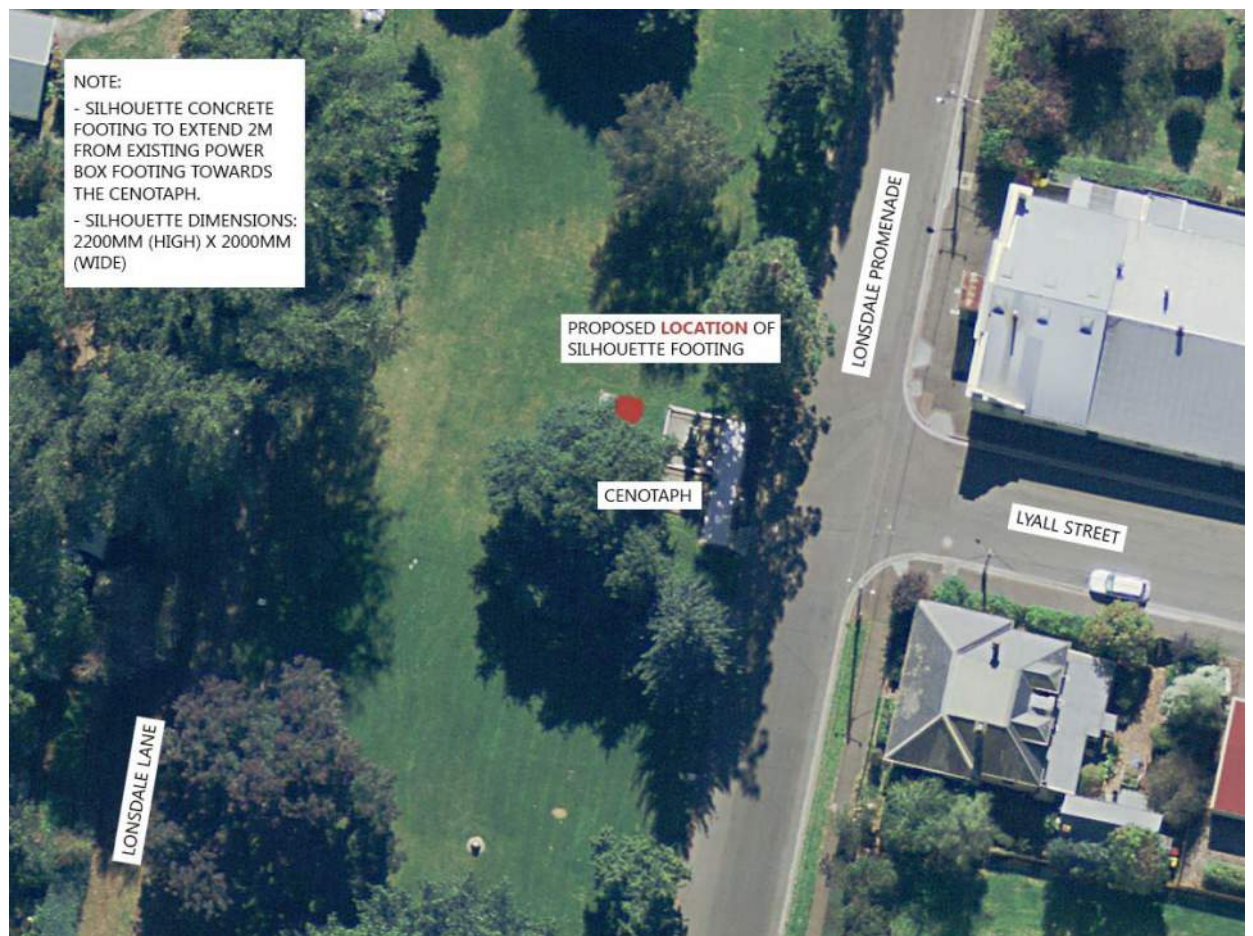 NOTE:
- SILHOUETTE CONCRETE
FOOTING TO EXTEND 2M
FROM EXISTING POWER
BOX FOOTING TOWARDS
THE CENOTAPH.
- SILHOUETTE DIMENSIONS:
2200MM (HIGH) X 2000MM
(WIDE)
LONSDALE PROMENADE
PROPOSED LOCATION OF
SILHOUETTE FOOTING
CENOTAPH
LYALL STREET
LONSDALE LANE